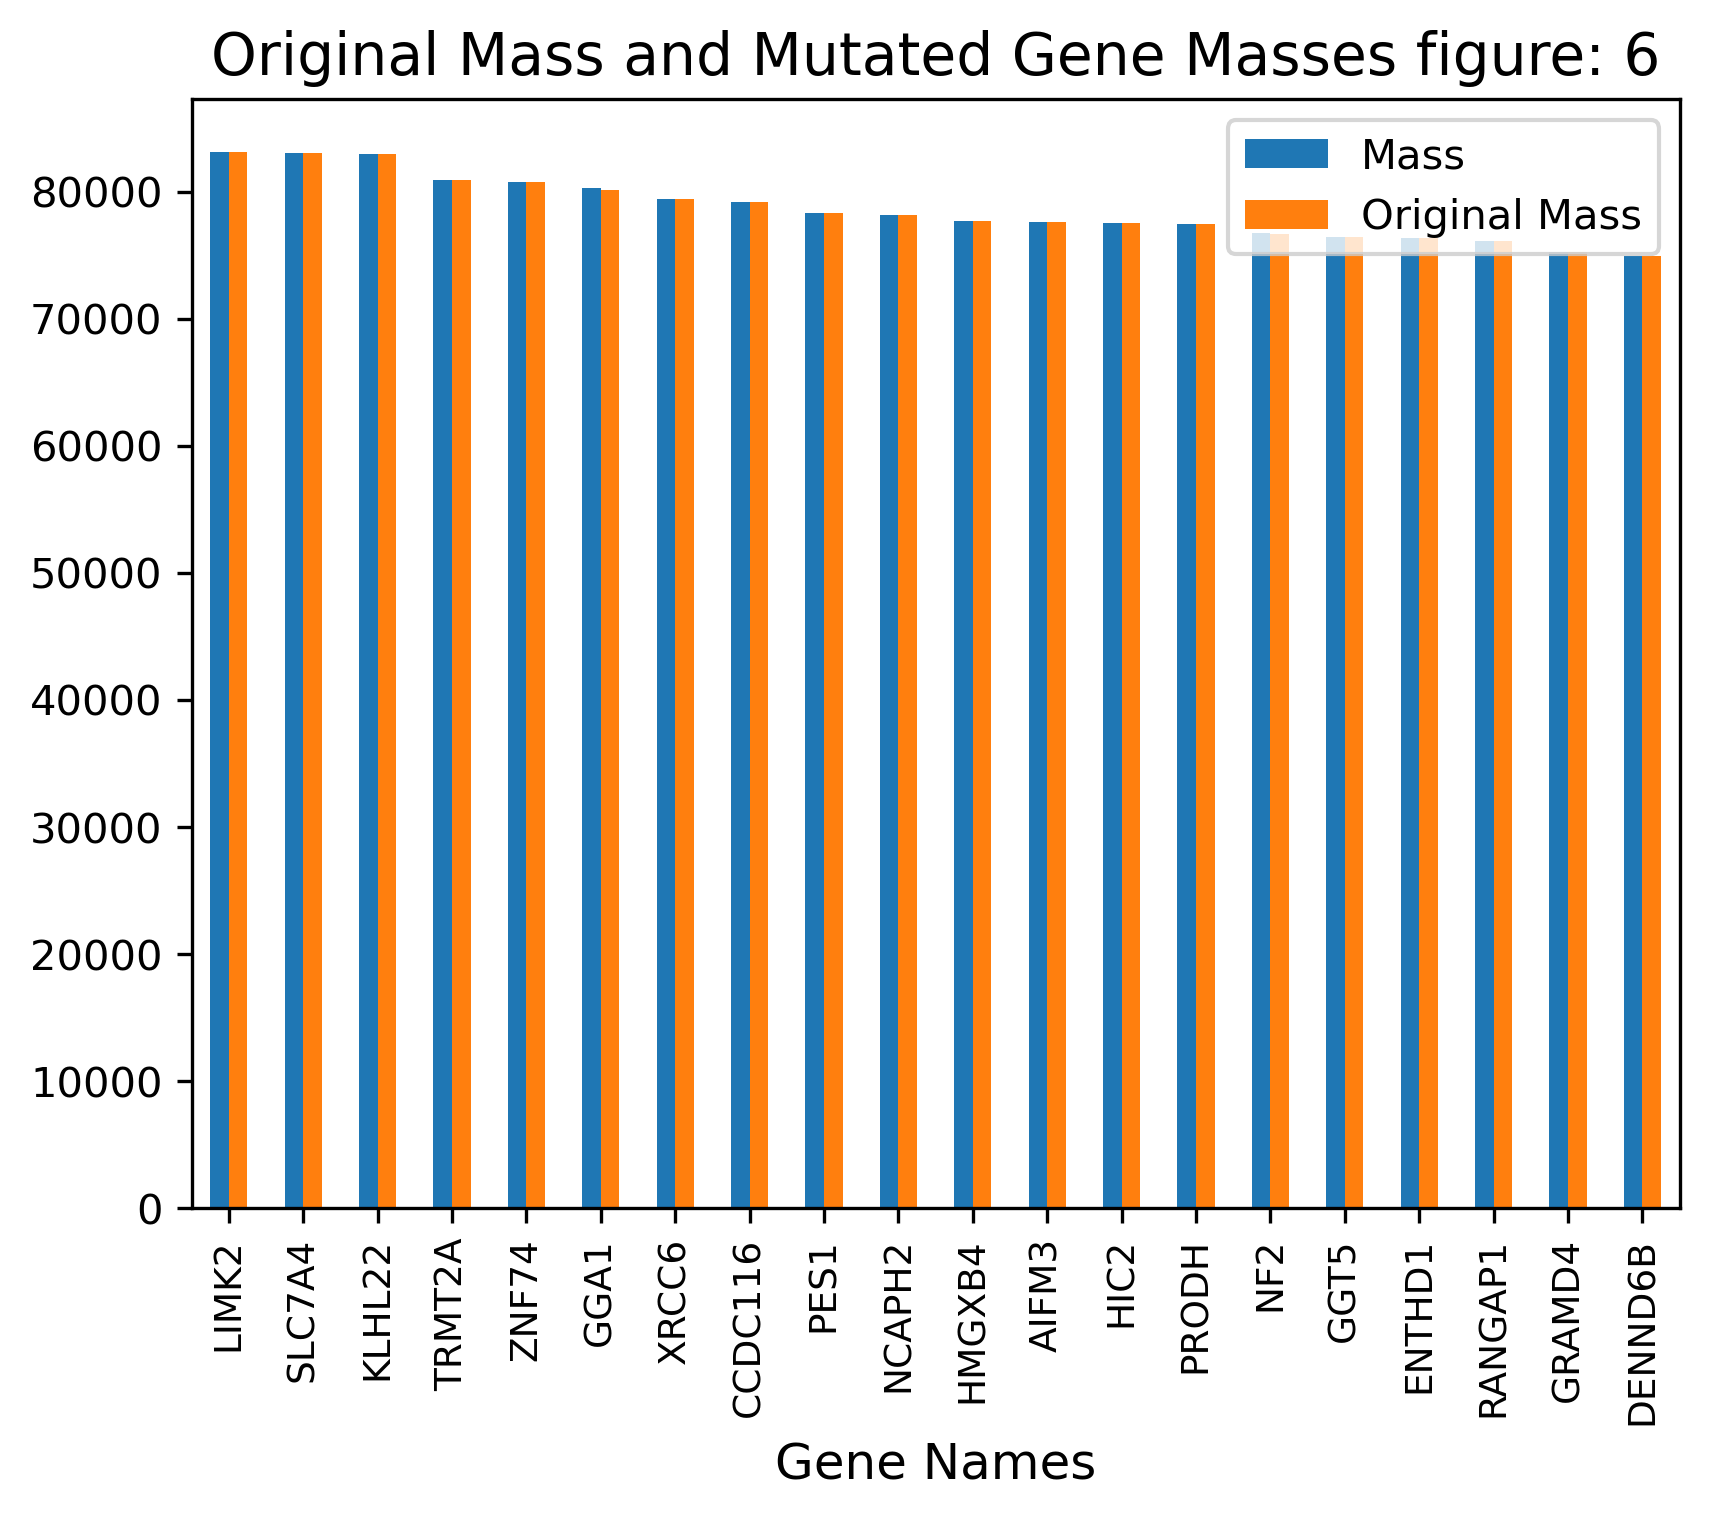 Original Mass and Mutated Gene Masses figure: 6
Mass
Original Mass
80000
70000
60000
50000
40000
30000
20000
10000
0
LIMK2
SLC7A4
KLHL22
TRMT2A
ZNF74
GGA1
XRCC6
CCDC116
PES1
NCAPH2
HMGXB4
AIFM3
HIC2
PRODH
NF2
GGT5
ENTHD1
RANGAP1
GRAMD4
DENND6B
Gene Names